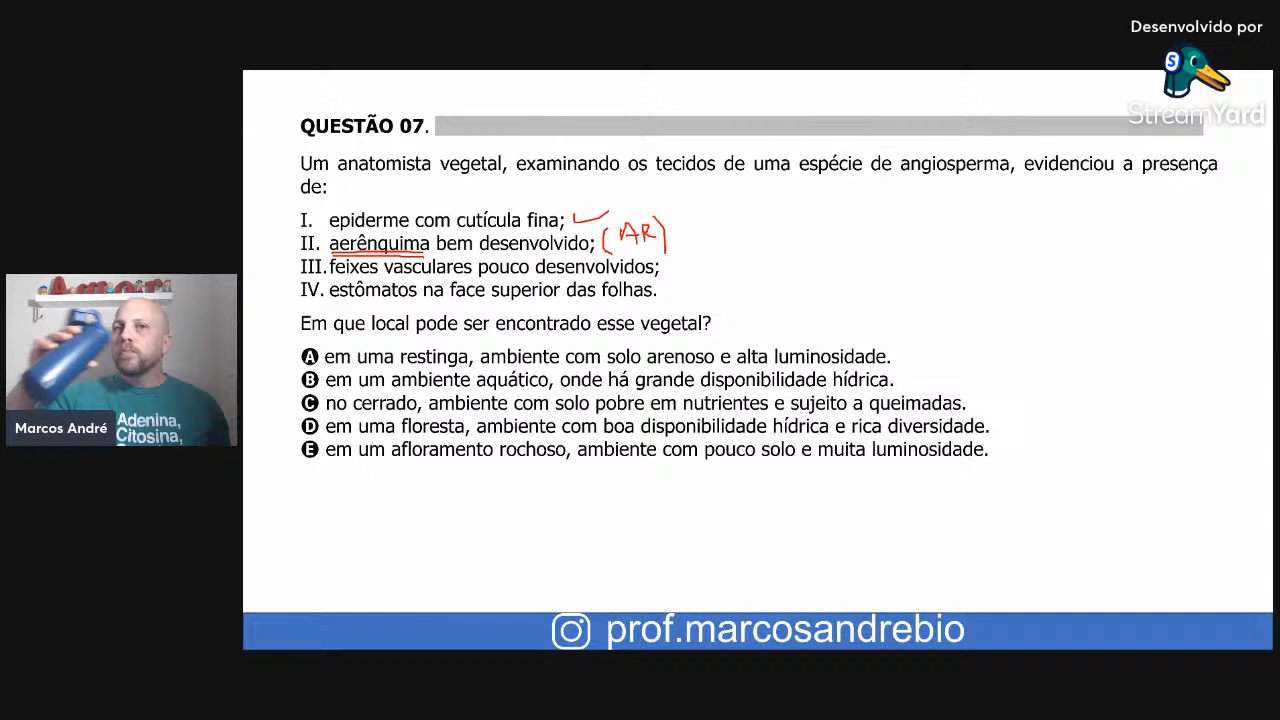 Desenvolvido por
S
StreamYard
QUESTÃO 07.
Um anatomista vegetal, examinando os tecidos de uma espécie de angiosperma, evidenciou a presença
de:
I. epiderme com cutícula fina;
II. aerênquima bem desenvolvido; (AR)
III. feixes vasculares pouco desenvolvidos;
IV. estômatos na face superior das folhas.
Em que local pode ser encontrado esse vegetal?
A em uma restinga, ambiente com solo arenoso e alta luminosidade.
B em um ambiente aquático, onde há grande disponibilidade hídrica.
C no cerrado, ambiente com solo pobre em nutrientes e sujeito a queimadas.
D em uma floresta, ambiente com boa disponibilidade hídrica e rica diversidade.
E em um afloramento rochoso, ambiente com pouco solo e muita luminosidade.
Adenina,
Citosina,
Marcos André
prof.marcosandrebio